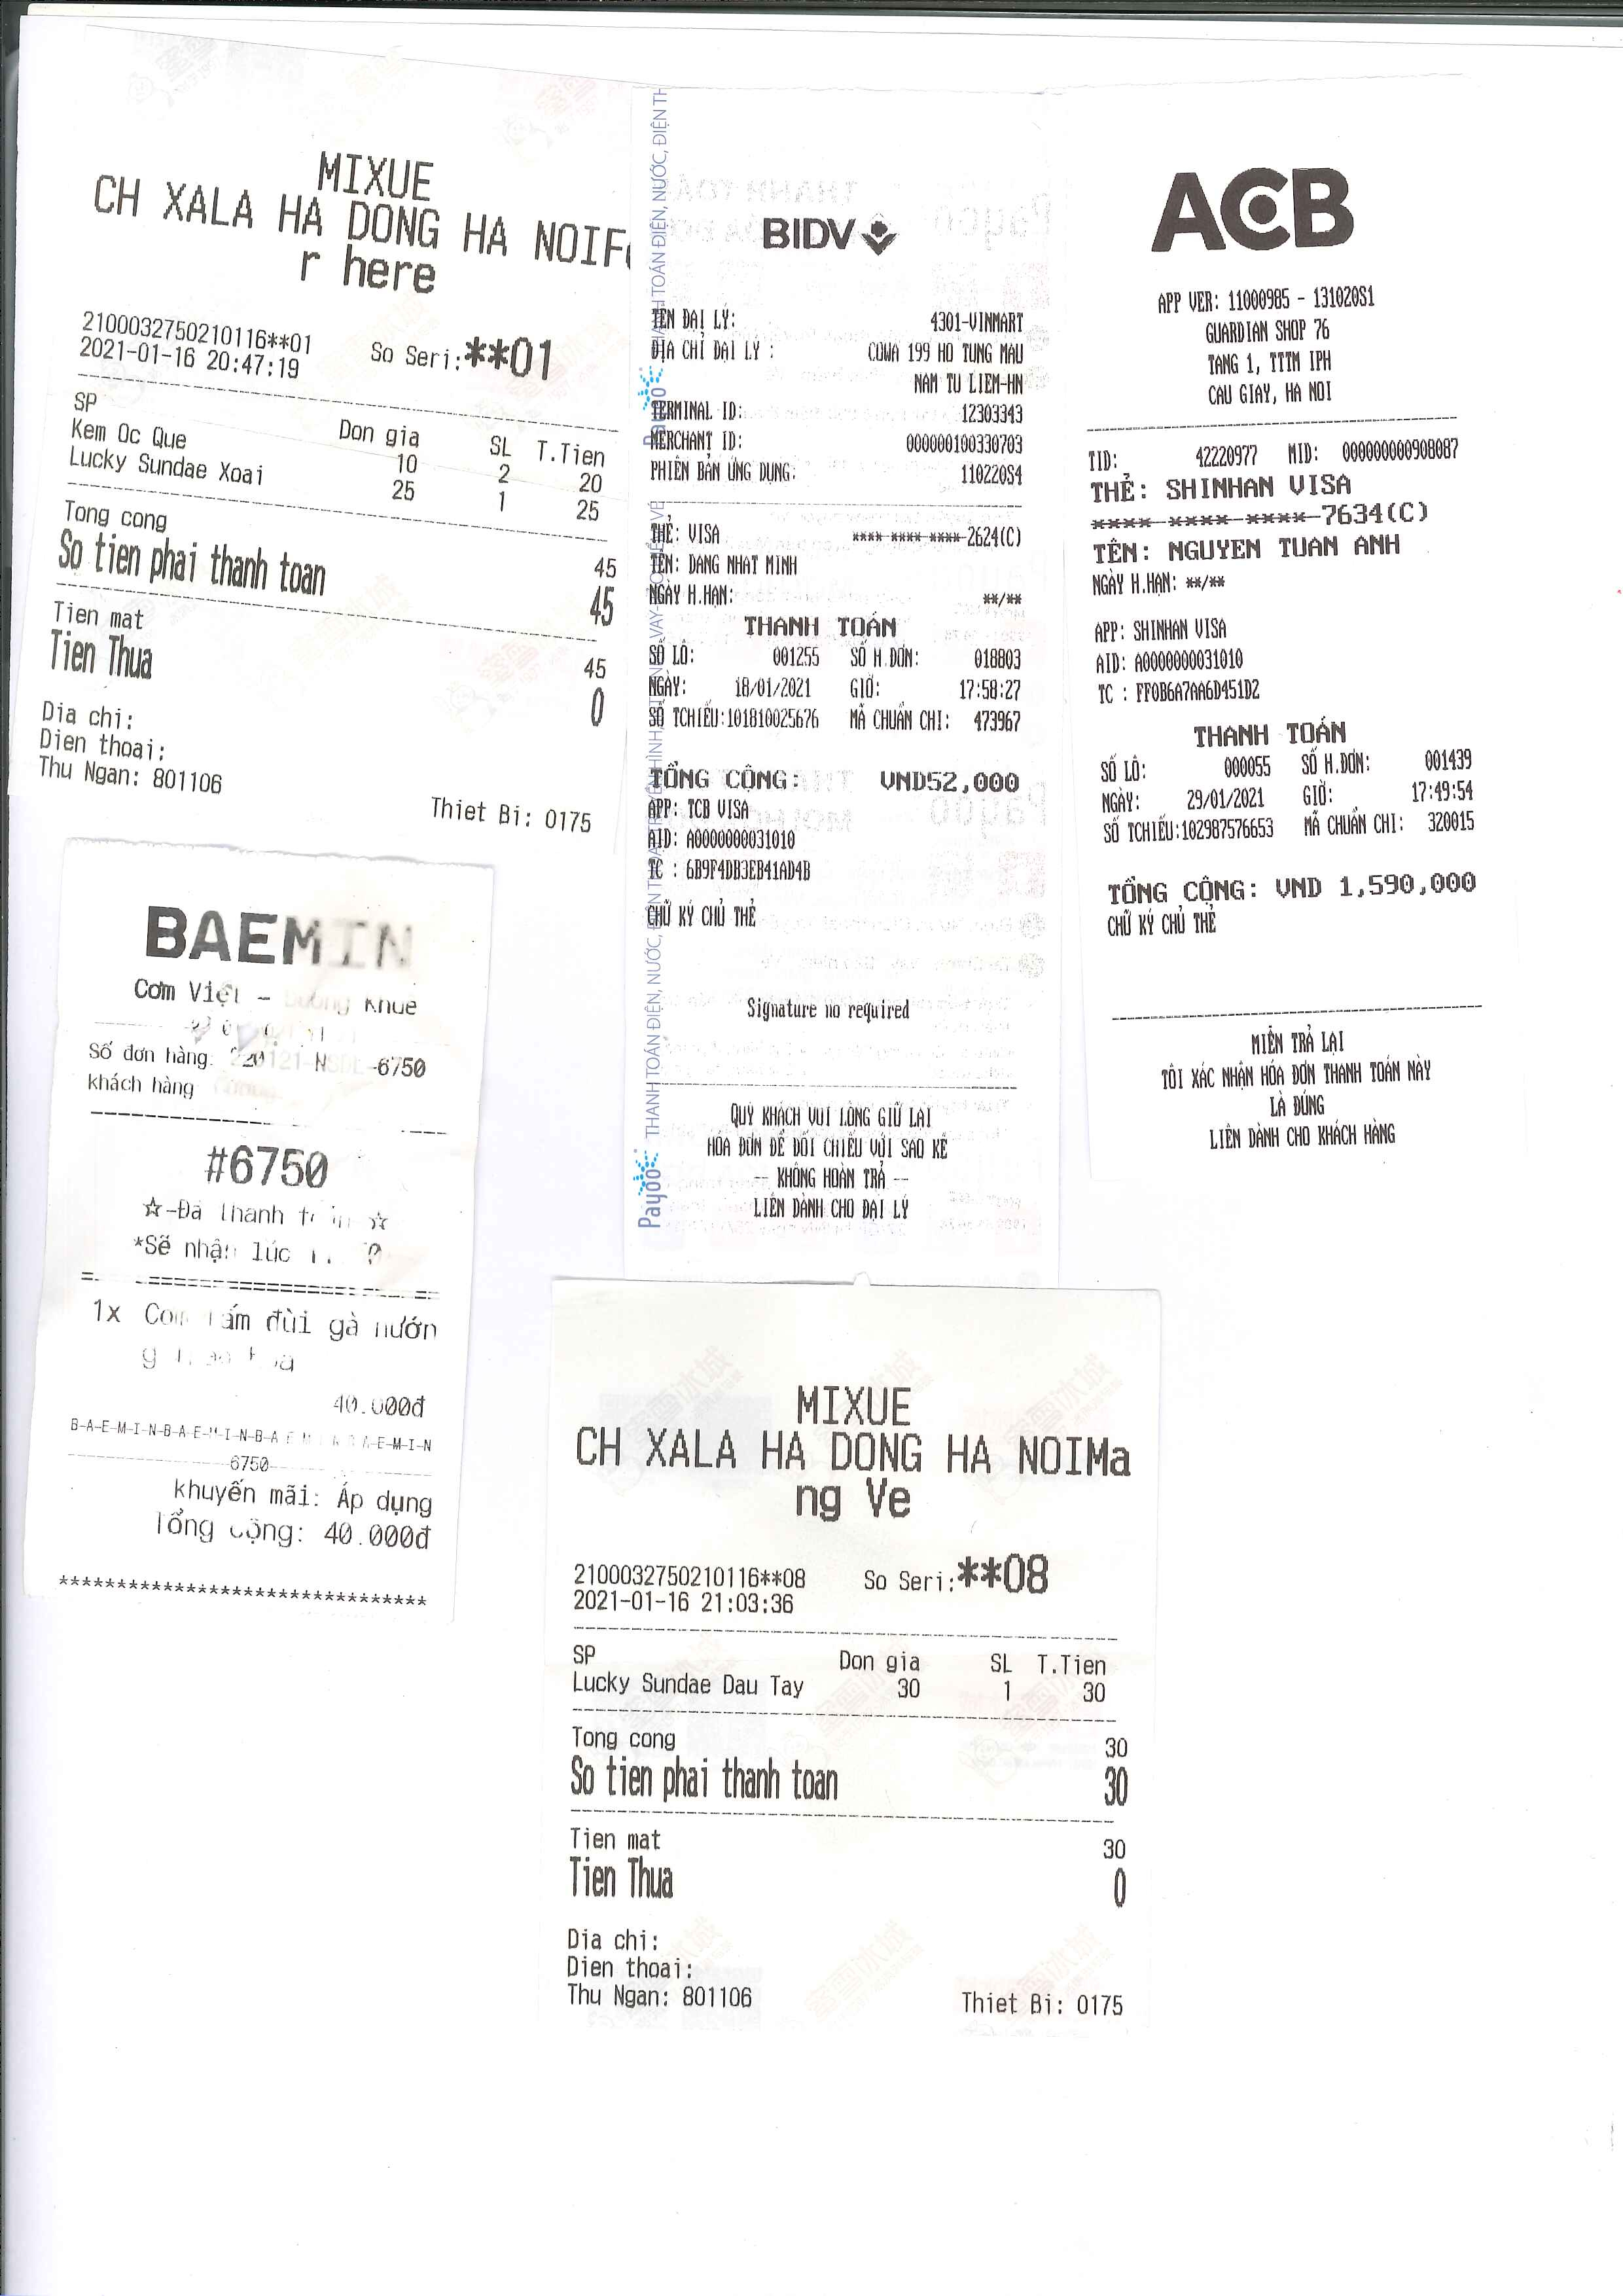 MIXUE
CH XALA HA DONG HA NOIFo
r here
2100032750210116**01
So Seri:**01
2021-01-16 20:47:19
SP Don gia SL T.Tien
Kem Oc Que 10 2 20
Lucky Sundae Xoai 25 1 25
Tong cong 45
So tien phai thanh toan 45
Tien mat 45
Tien Thua 0
Dia chi:
Dien thoai:
Thu Ngan: 801106
Thiet Bi: 0175
BIDV
TÊN ĐẠI LÝ: 4301-VINMART
ĐỊA CHỈ ĐẠI LÝ : COWA 199 HO TUNG MAU
NAM TU LIEM-HN
TERMINAL ID: 12303343
MERCHANT ID: 000000100330703
PHIÊN BẢN ỨNG DỤNG: 110220S4
THẺ: VISA **** **** **** 2624(C)
TÊN: DANG NHAT MINH
NGÀY H.HẠN: **/**
THANH TOÁN
SỐ LÔ: 001255 SỐ H.ĐƠN: 018803
NGÀY: 18/01/2021 GIỜ: 17:58:27
SỐ TCHIẾU:101810025676 MÃ CHUẨN CHI: 473967
TỔNG CỘNG: VND52,000
APP: TCB VISA
AID: A0000000031010
TC : 6B9F4DB3EB41AD4B
CHỮ KÝ CHỦ THẺ
Signature no required
QUÝ KHÁCH VUI LÒNG GIỮ LẠI
HÓA ĐƠN ĐỂ ĐỐI CHIẾU VỚI SAO KÊ
-- KHÔNG HOÀN TRẢ --
LIÊN DÀNH CHO ĐẠI LÝ
Payoo THANH TOÁN ĐIỆN, NƯỚC, ĐIỆN THOẠI, TRUYỀN HÌNH,
Payoo THANH TOÁN ĐIỆN, NƯỚC, ĐIỆN TH
ACB
APP VER: 11000985 - 131020S1
GUARDIAN SHOP 76
TANG 1, TTTM IPH
CAU GIAY, HA NOI
TID: 42220977 MID: 000000000908087
THẺ: SHINHAN VISA
**** **** **** 7634(C)
TÊN: NGUYEN TUAN ANH
NGÀY H.HẠN: **/**
APP: SHINHAN VISA
AID: A0000000031010
TC : FF0B6A7AA6D451D2
THANH TOÁN
SỐ LÔ: 000055 SỐ H.ĐƠN: 001439
NGÀY: 29/01/2021 GIỜ: 17:49:54
SỐ TCHIẾU:102987576653 MÃ CHUẨN CHI: 320015
TỔNG CỘNG: VND 1,590,000
CHỮ KÝ CHỦ THẺ
MIỄN TRẢ LẠI
TÔI XÁC NHẬN HÓA ĐƠN THANH TOÁN NÀY
LÀ ĐÚNG
LIÊN DÀNH CHO KHÁCH HÀNG
BAEMIN
Cơm Việt - Khuê
Số đơn hàng: -6750
khách hàng
#6750
☆-Đã thanh toán ☆
*Sẽ nhận lúc
1x Cơm tấm đùi gà nướn
g
40.000đ
B-A-E-M-I-N-B-A-E-M-I-N-B-A-E-M-I-N-B-A-E-M-I-N
6750
khuyến mãi: Áp dụng
Tổng cộng: 40.000đ
*********************************
MIXUE
CH XALA HA DONG HA NOIMa
ng Ve
2100032750210116**08
So Seri:**08
2021-01-16 21:03:36
SP Don gia SL T.Tien
Lucky Sundae Dau Tay 30 1 30
Tong cong 30
So tien phai thanh toan 30
Tien mat 30
Tien Thua 0
Dia chi:
Dien thoai:
Thu Ngan: 801106
Thiet Bi: 0175